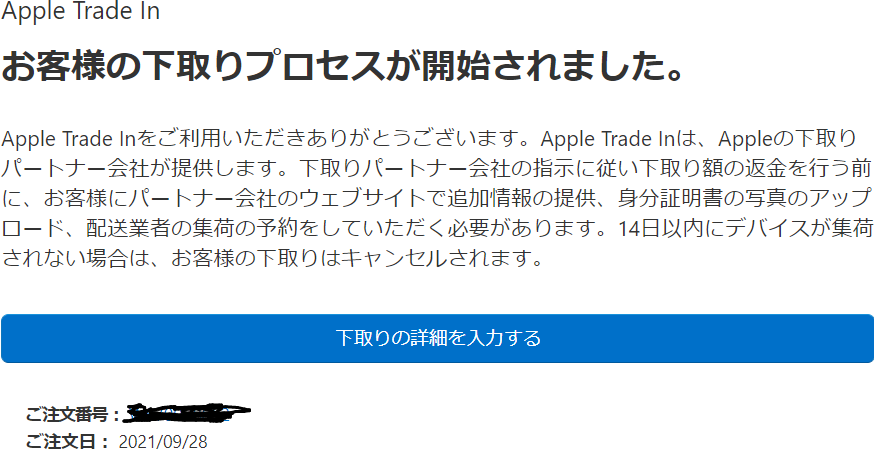 Apple Trade In
お客様の下取りプロセスが開始されました。
Apple Trade Inをご利用いただきありがとうございます。Apple Trade Inは、Appleの下取り
パートナー会社が提供します。下取りパートナー会社の指示に従い下取り額の返金を行う前
に、お客様にパートナー会社のウェブサイトで追加情報の提供、身分証明書の写真のアップ
ロード、配送業者の集荷の予約をしていただく必要があります。14日以内にデバイスが集荷
されない場合は、お客様の下取りはキャンセルされます。
下取りの詳細を入力する
ご注文番号：
ご注文日： 2021/09/28